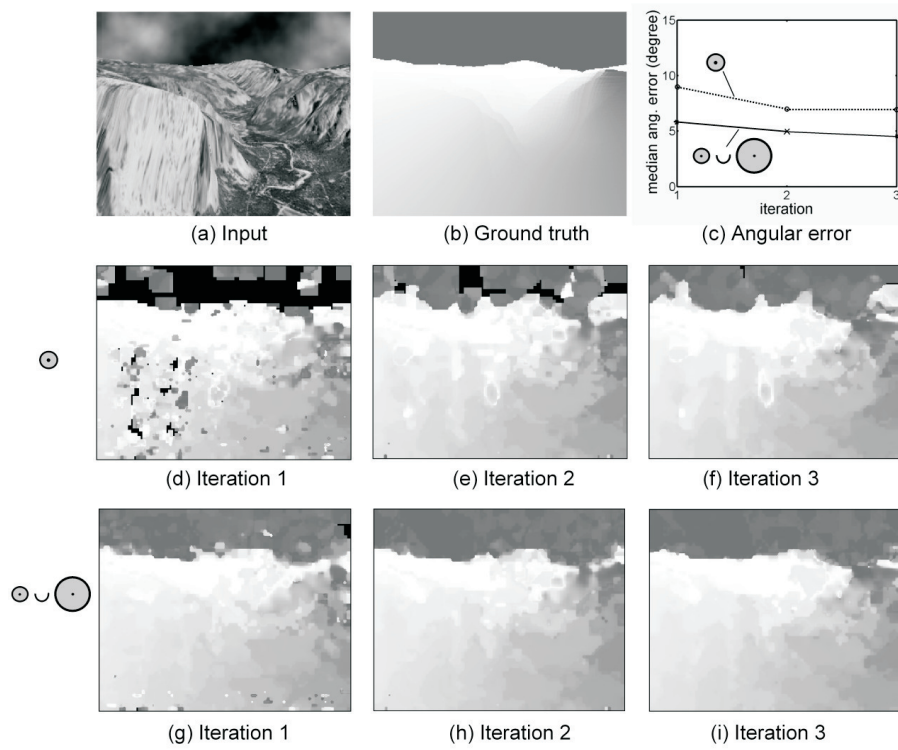 15
10
5
0
median ang. error (degree)
1
2
3
iteration
(a) Input
(b) Ground truth
(c) Angular error
(d) Iteration 1
(e) Iteration 2
(f) Iteration 3
(g) Iteration 1
(h) Iteration 2
(i) Iteration 3